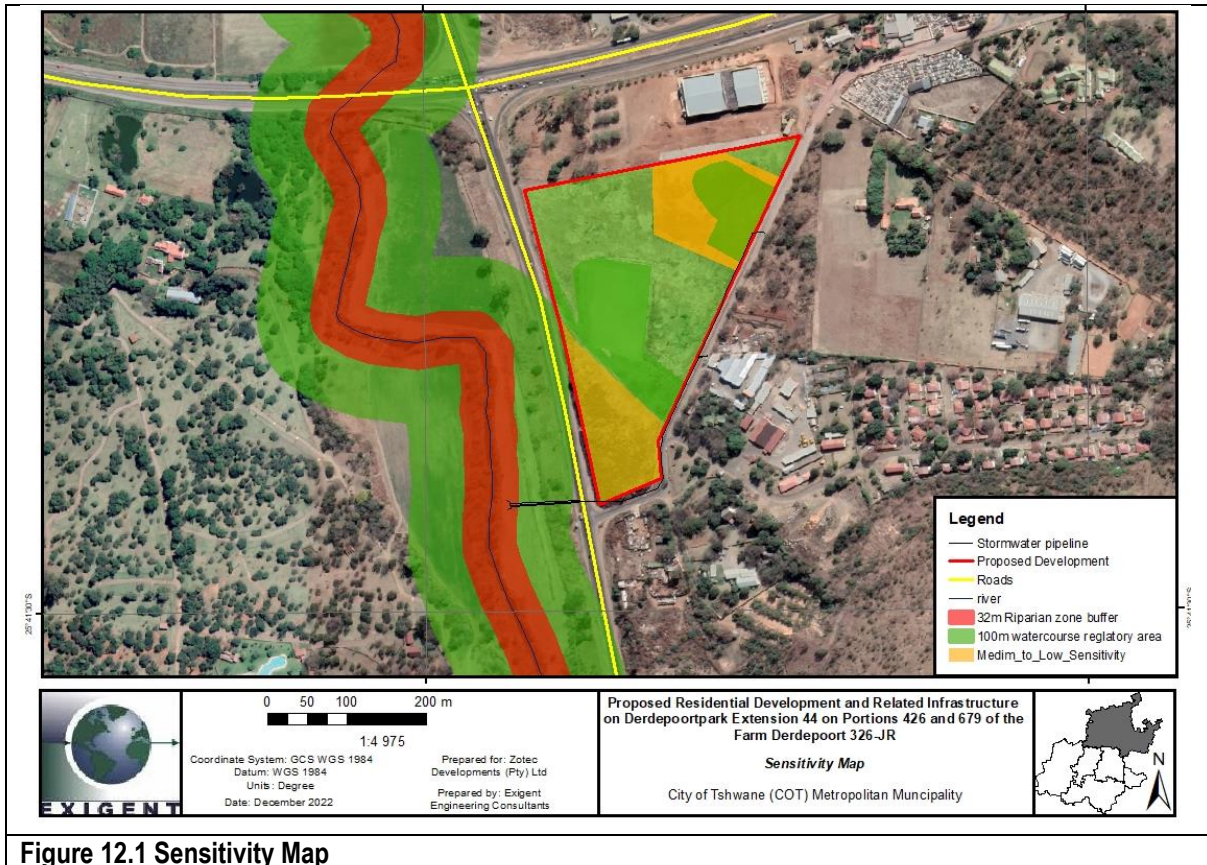 25°41'30"S
Legend
Stormwater pipeline
Proposed Development
Roads
river
32m Riparian zone buffer
100m watercourse reglatory area
Medim_to_Low_Sensitivity
EXIGENT
0 50 100 200 m
1:4 975
Coordinate System: GCS WGS 1984
Datum: WGS 1984
Units: Degree
Date: December 2022
Prepared for: Zotec
Developments (Pty) Ltd
Prepared by: Exigent
Engineering Consultants
Proposed Residential Development and Related Infrastructure
on Derdepoortpark Extension 44 on Portions 426 and 679 of the
Farm Derdepoort 326-JR
Sensitivity Map
City of Tshwane (COT) Metropolitan Muncipality
N
Figure 12.1 Sensitivity Map